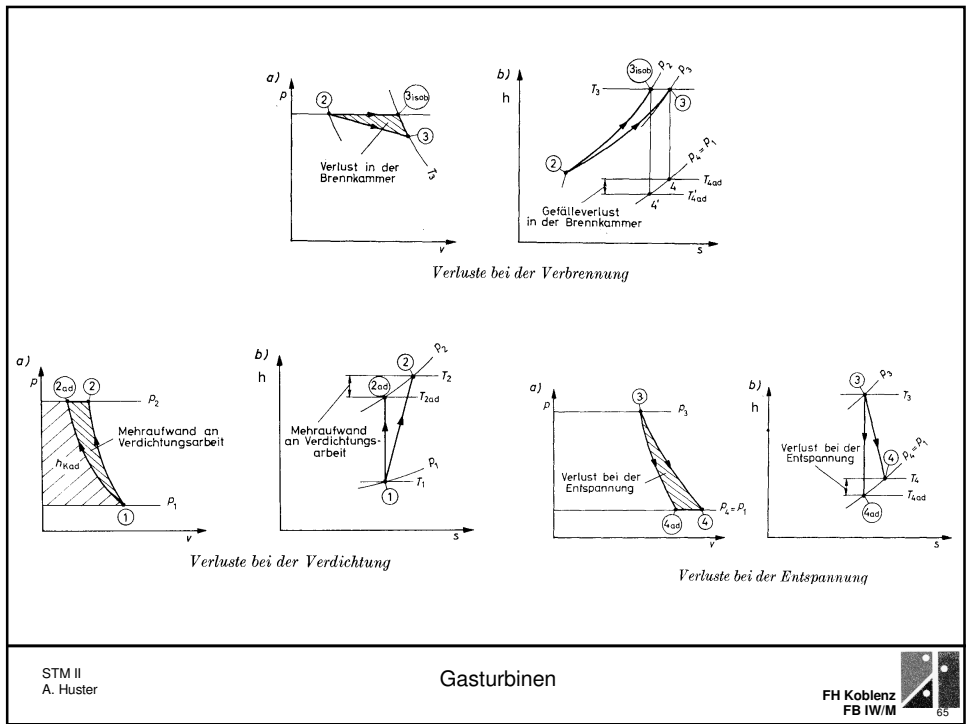 a)
p
2
3isob
3
Verlust in der
Brennkammer
T3
v
b)
h
T3
3isob
p2
p3
3
2
p4 = p1
4
T4ad
4'
T'4ad
Gefälleverlust
in der Brennkammer
s
Verluste bei der Verbrennung
a)
p
2ad
2
p2
Mehraufwand an
Verdichtungsarbeit
hKad
p1
1
v
b)
h
2
p2
2ad
T2
T2ad
Mehraufwand
an Verdichtungs-
arbeit
p1
T1
1
s
Verluste bei der Verdichtung
a)
p
3
p3
Verlust bei der
Entspannung
p4 = p1
4ad
4
v
b)
h
3
p3
T3
Verlust bei der
Entspannung
4
p4 = p1
T4
T4ad
4ad
s
Verluste bei der Entspannung
STM II
A. Huster
Gasturbinen
FH Koblenz
FB IW/M
65